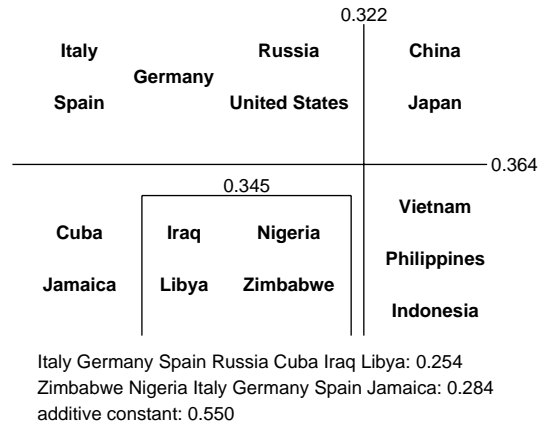 0.322
Italy Russia China
Germany
Spain United States Japan
0.364
0.345
Vietnam
Cuba Iraq Nigeria
Philippines
Jamaica Libya Zimbabwe
Indonesia
Italy Germany Spain Russia Cuba Iraq Libya: 0.254
Zimbabwe Nigeria Italy Germany Spain Jamaica: 0.284
additive constant: 0.550